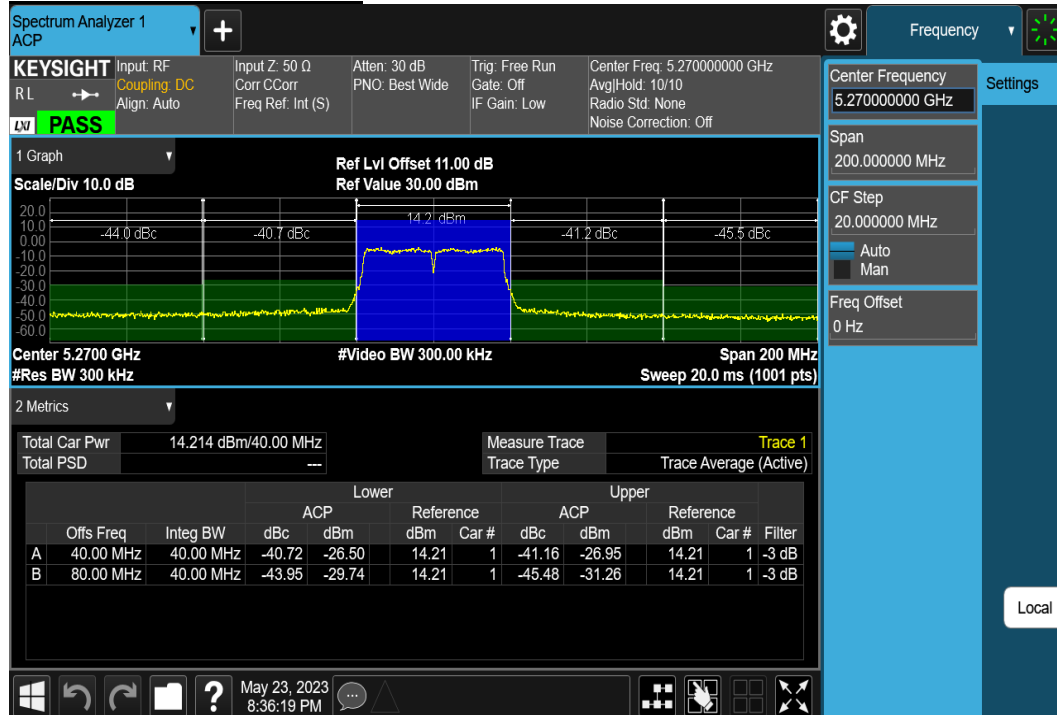 Spectrum Analyzer 1
ACP
Frequency
KEYSIGHT
RL
LXI PASS
Input: RF
Coupling: DC
Align: Auto
Input Z: 50 Ω
Corr CCorr
Freq Ref: Int (S)
Atten: 30 dB
PNO: Best Wide
Trig: Free Run
Gate: Off
IF Gain: Low
Center Freq: 5.270000000 GHz
Avg|Hold: 10/10
Radio Std: None
Noise Correction: Off
1 Graph
Scale/Div 10.0 dB
Ref Lvl Offset 11.00 dB
Ref Value 30.00 dBm
20.0
10.0
0.00
-10.0
-20.0
-30.0
-40.0
-50.0
-60.0
-44.0 dBc -40.7 dBc 14.2 dBm -41.2 dBc -45.5 dBc
Center 5.2700 GHz #Video BW 300.00 kHz Span 200 MHz
#Res BW 300 kHz Sweep 20.0 ms (1001 pts)
2 Metrics
Total Car Pwr 14.214 dBm/40.00 MHz Measure Trace Trace 1
Total PSD --- Trace Type Trace Average (Active)
Lower Upper
ACP Reference ACP Reference
Offs Freq Integ BW dBc dBm dBm Car # dBc dBm dBm Car # Filter
A 40.00 MHz 40.00 MHz -40.72 -26.50 14.21 1 -41.16 -26.95 14.21 1 -3 dB
B 80.00 MHz 40.00 MHz -43.95 -29.74 14.21 1 -45.48 -31.26 14.21 1 -3 dB
May 23, 2023
8:36:19 PM
Center Frequency
5.270000000 GHz
Span
200.000000 MHz
CF Step
20.000000 MHz
Auto
Man
Freq Offset
0 Hz
Settings
Local